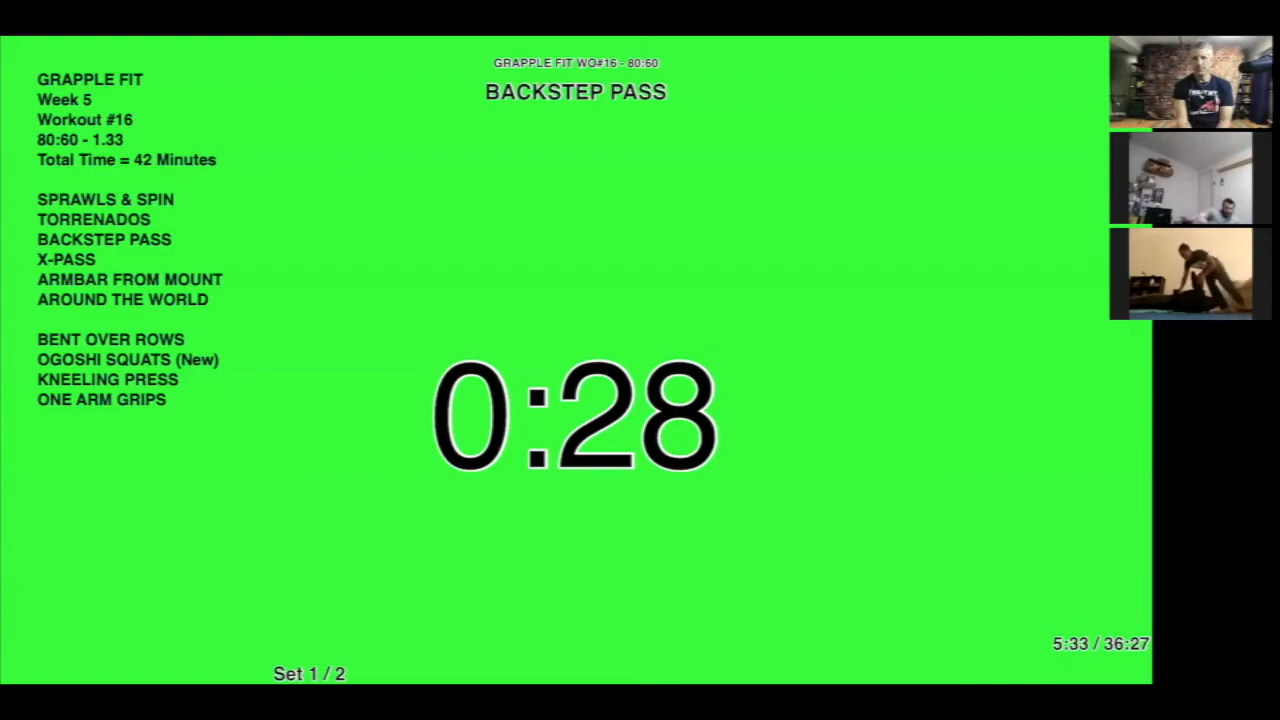 GRAPPLE FIT WO#16 - 80:60
BACKSTEP PASS
GRAPPLE FIT
Week 5
Workout #16
80:60 - 1.33
Total Time = 42 Minutes
SPRAWLS & SPIN
TORRENADOS
BACKSTEP PASS
X-PASS
ARMBAR FROM MOUNT
AROUND THE WORLD
BENT OVER ROWS
OGOSHI SQUATS (New)
KNEELING PRESS
ONE ARM GRIPS
0:28
5:33 / 36:27
Set 1 / 2